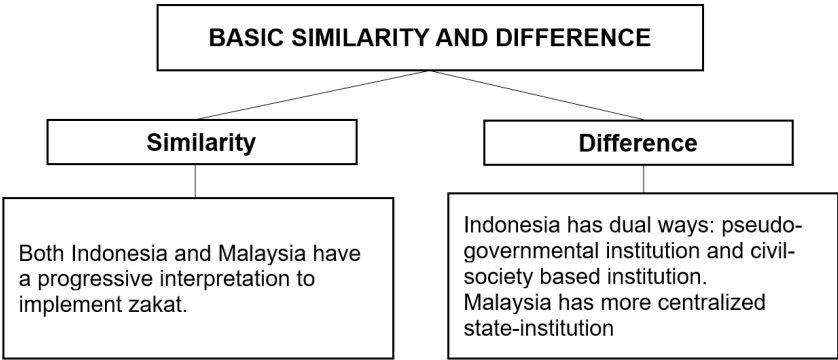 BASIC SIMILARITY AND DIFFERENCE
Similarity
Difference
Both Indonesia and Malaysia have
a progressive interpretation to
implement zakat.
Indonesia has dual ways: pseudo-
governmental institution and civil-
society based institution.
Malaysia has more centralized
state-institution